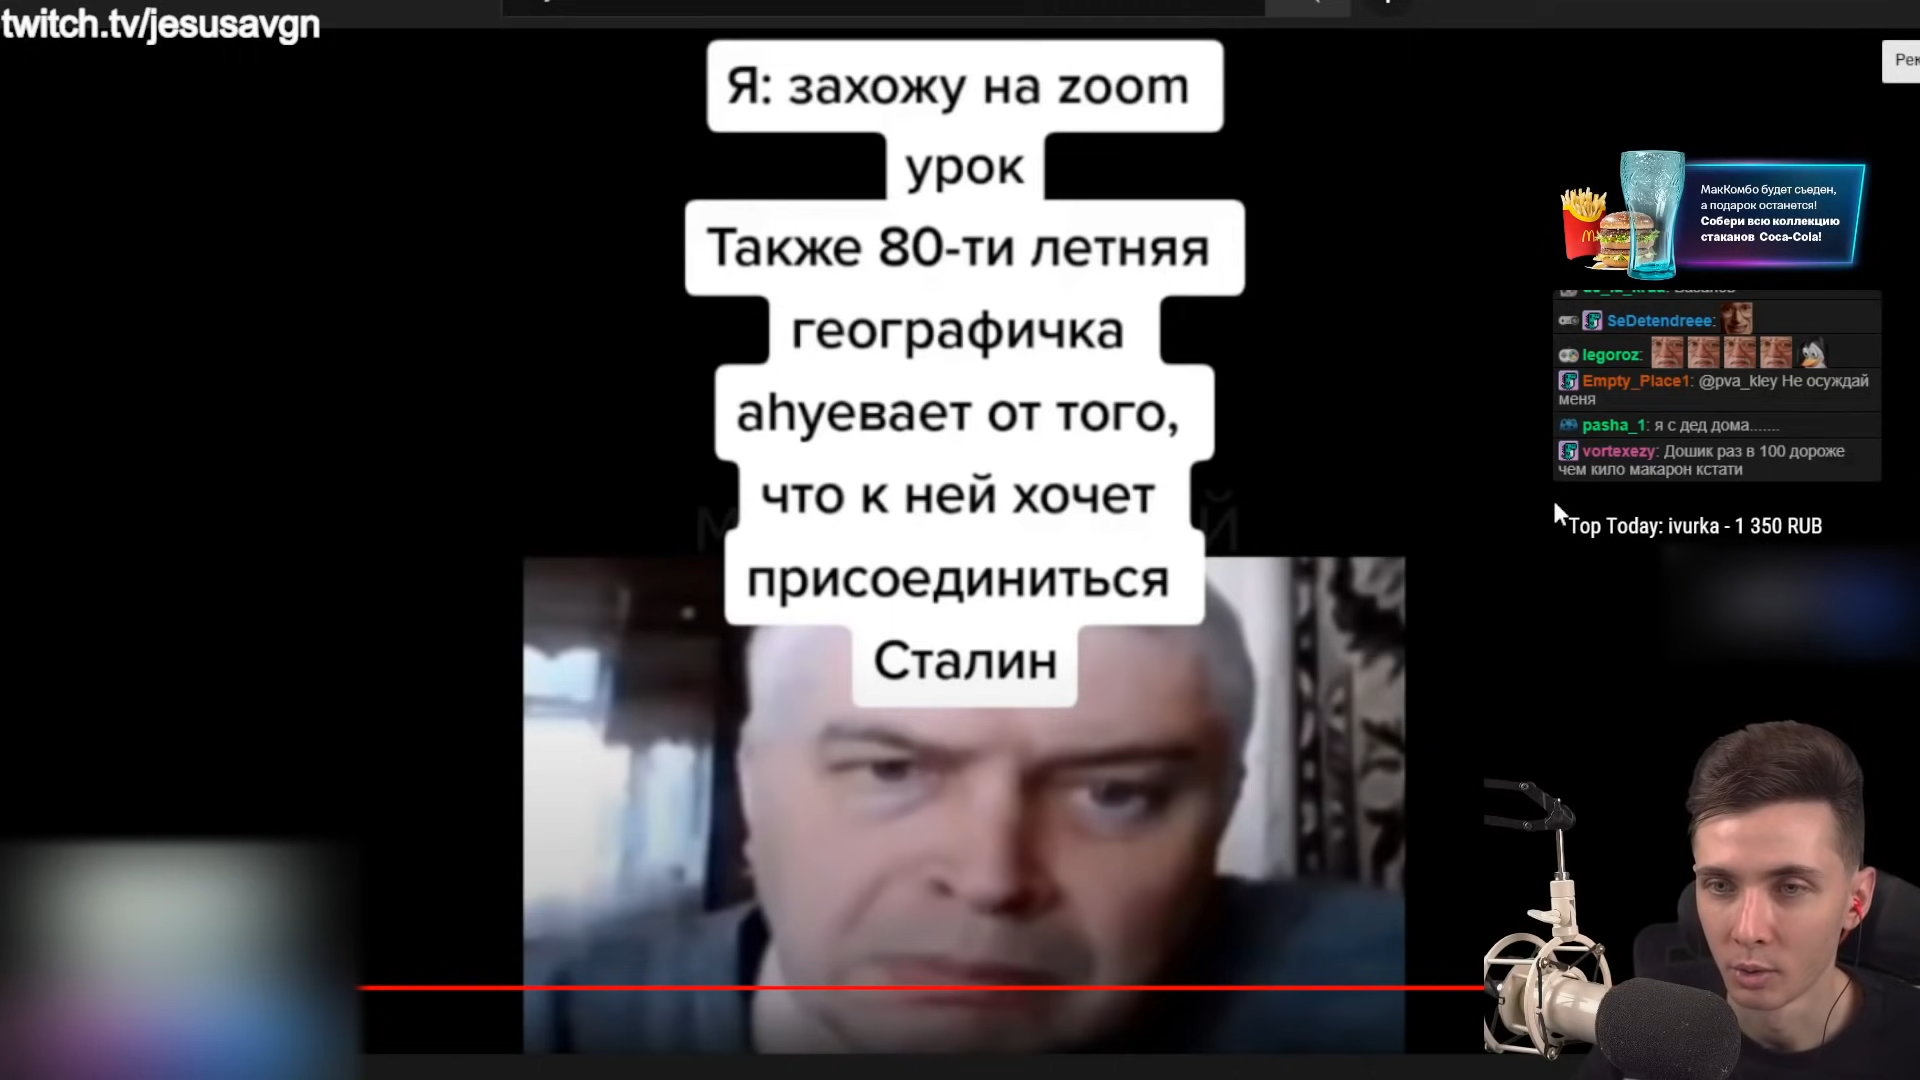 twitch.tv/jesusavgn
Я: захожу на zoom
урок
Также 80-ти летняя
географичка
аhуевает от того,
что к ней хочет
присоединиться
Сталин
МакКомбо будет съеден,
а подарок останется!
Собери всю коллекцию
стаканов Coca-Cola!
SeDetendreee:
legoroz:
Empty_Place1: @pva_kley Не осуждай
меня
pasha_1: я с дед дома.......
vortexezy: Дошик раз в 100 дороже
чем кило макарон кстати
Top Today: ivurka - 1 350 RUB